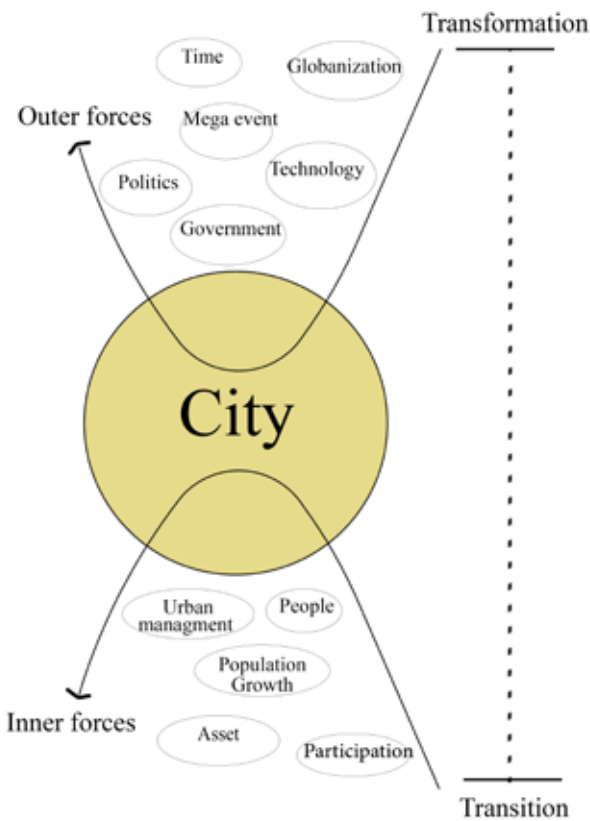 Transformation
Time
Globanization
Outer forces
Mega event
Technology
Politics
Government
City
Urban
managment
People
Population
Growth
Inner forces
Asset
Participation
Transition